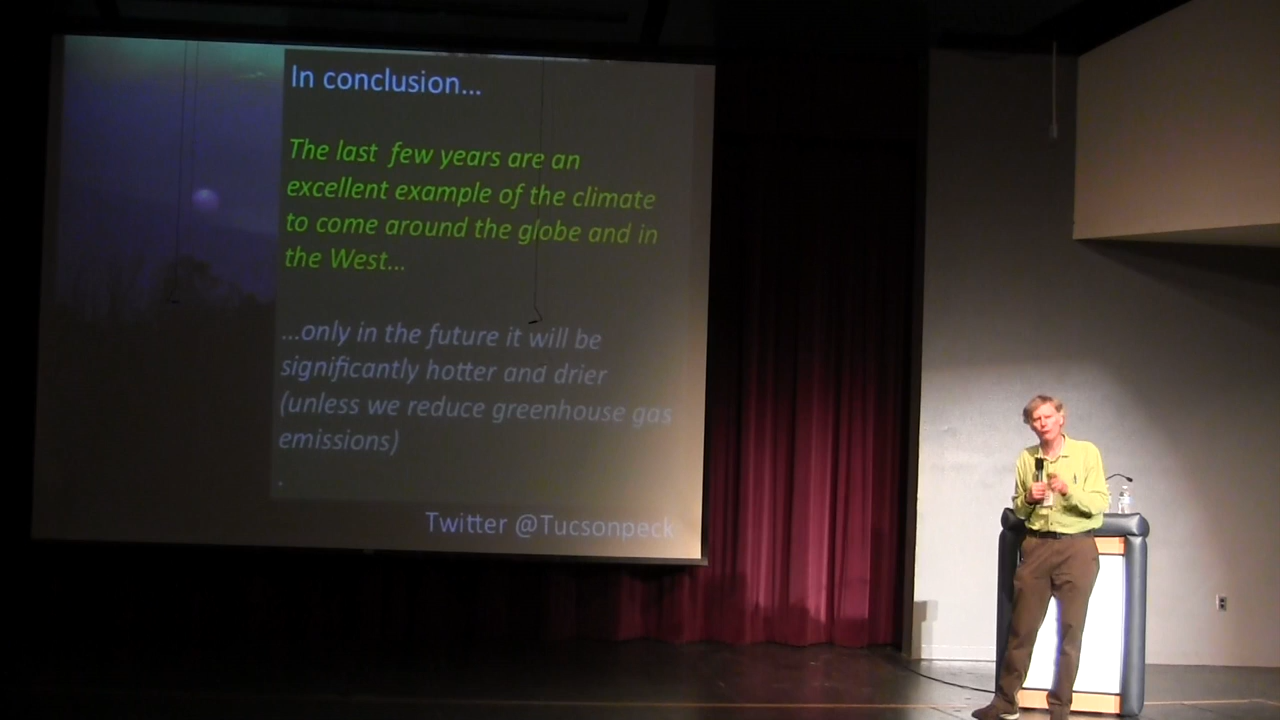 In conclusion...
The last few years are an
excellent example of the climate
to come around the globe and in
the West...
...only in the future it will be
significantly hotter and drier
(unless we reduce greenhouse gas
emissions)
.
Twitter @Tucsonpeck